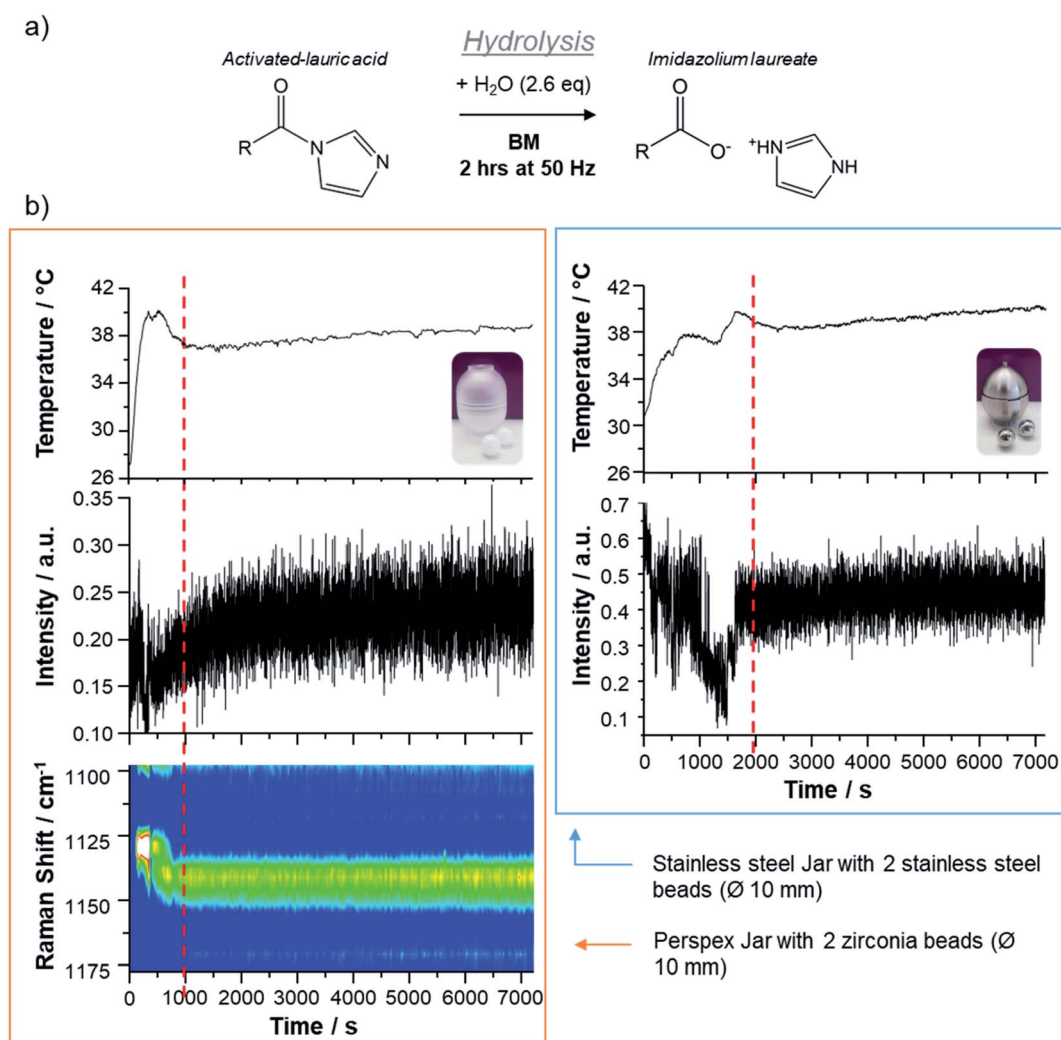 a)
Hydrolysis
Activated-lauric acid
+ H₂O (2.6 eq)
Imidazolium laureate
O
R
N
N
BM
2 hrs at 50 Hz
O
R
O-
+HN
NH
b)
Temperature / °C
42
38
34
30
26
Intensity / a.u.
0.35
0.30
0.25
0.20
0.15
0.10
Raman Shift / cm⁻¹
1100
1125
1150
1175
0 1000 2000 3000 4000 5000 6000 7000
Time / s
Temperature / °C
42
38
34
30
26
Intensity / a.u.
0.7
0.6
0.5
0.4
0.3
0.2
0.1
0 1000 2000 3000 4000 5000 6000 7000
Time / s
Stainless steel Jar with 2 stainless steel
beads (Ø 10 mm)
Perspex Jar with 2 zirconia beads (Ø
10 mm)